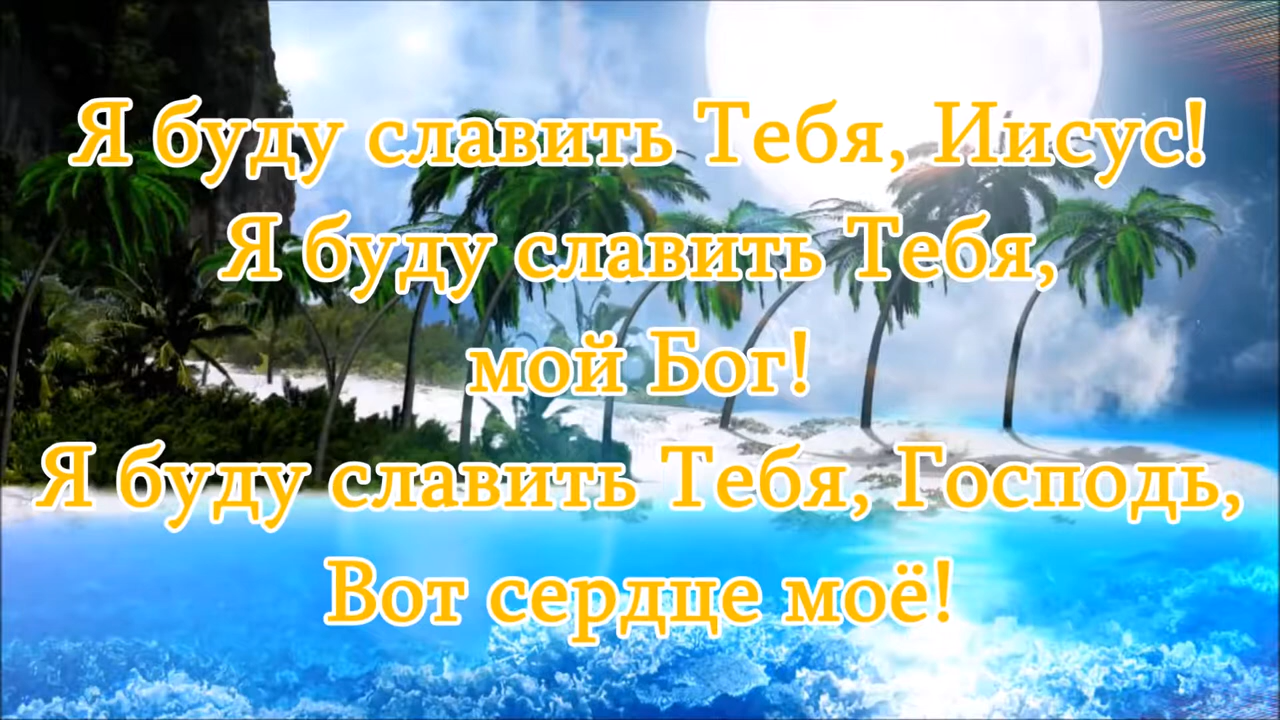 Я буду славить Тебя, Иисус!
Я буду славить Тебя,
мой Бог!
Я буду славить Тебя, Господь,
Вот сердце моё!